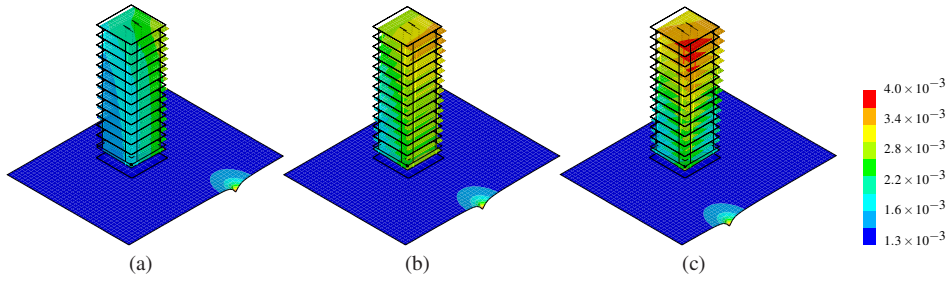 4.0 × 10⁻³
3.4 × 10⁻³
2.8 × 10⁻³
2.2 × 10⁻³
1.6 × 10⁻³
1.3 × 10⁻³
(a) (b) (c)